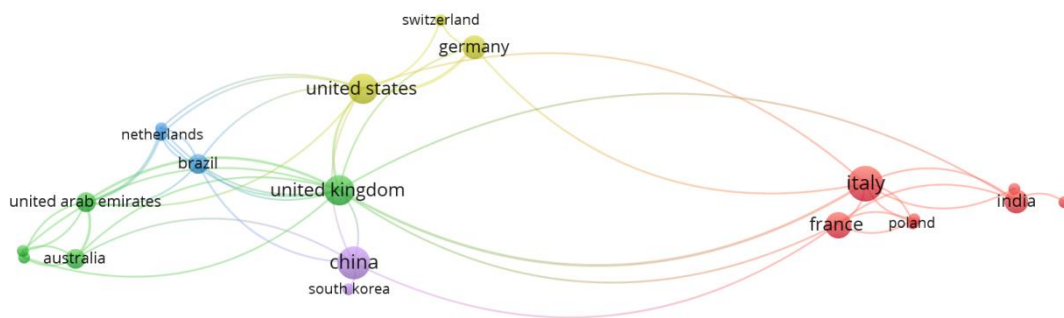 switzerland
germany
united states
netherlands
brazil
united kingdom
italy
united arab emirates
india
france
poland
australia
china
south korea